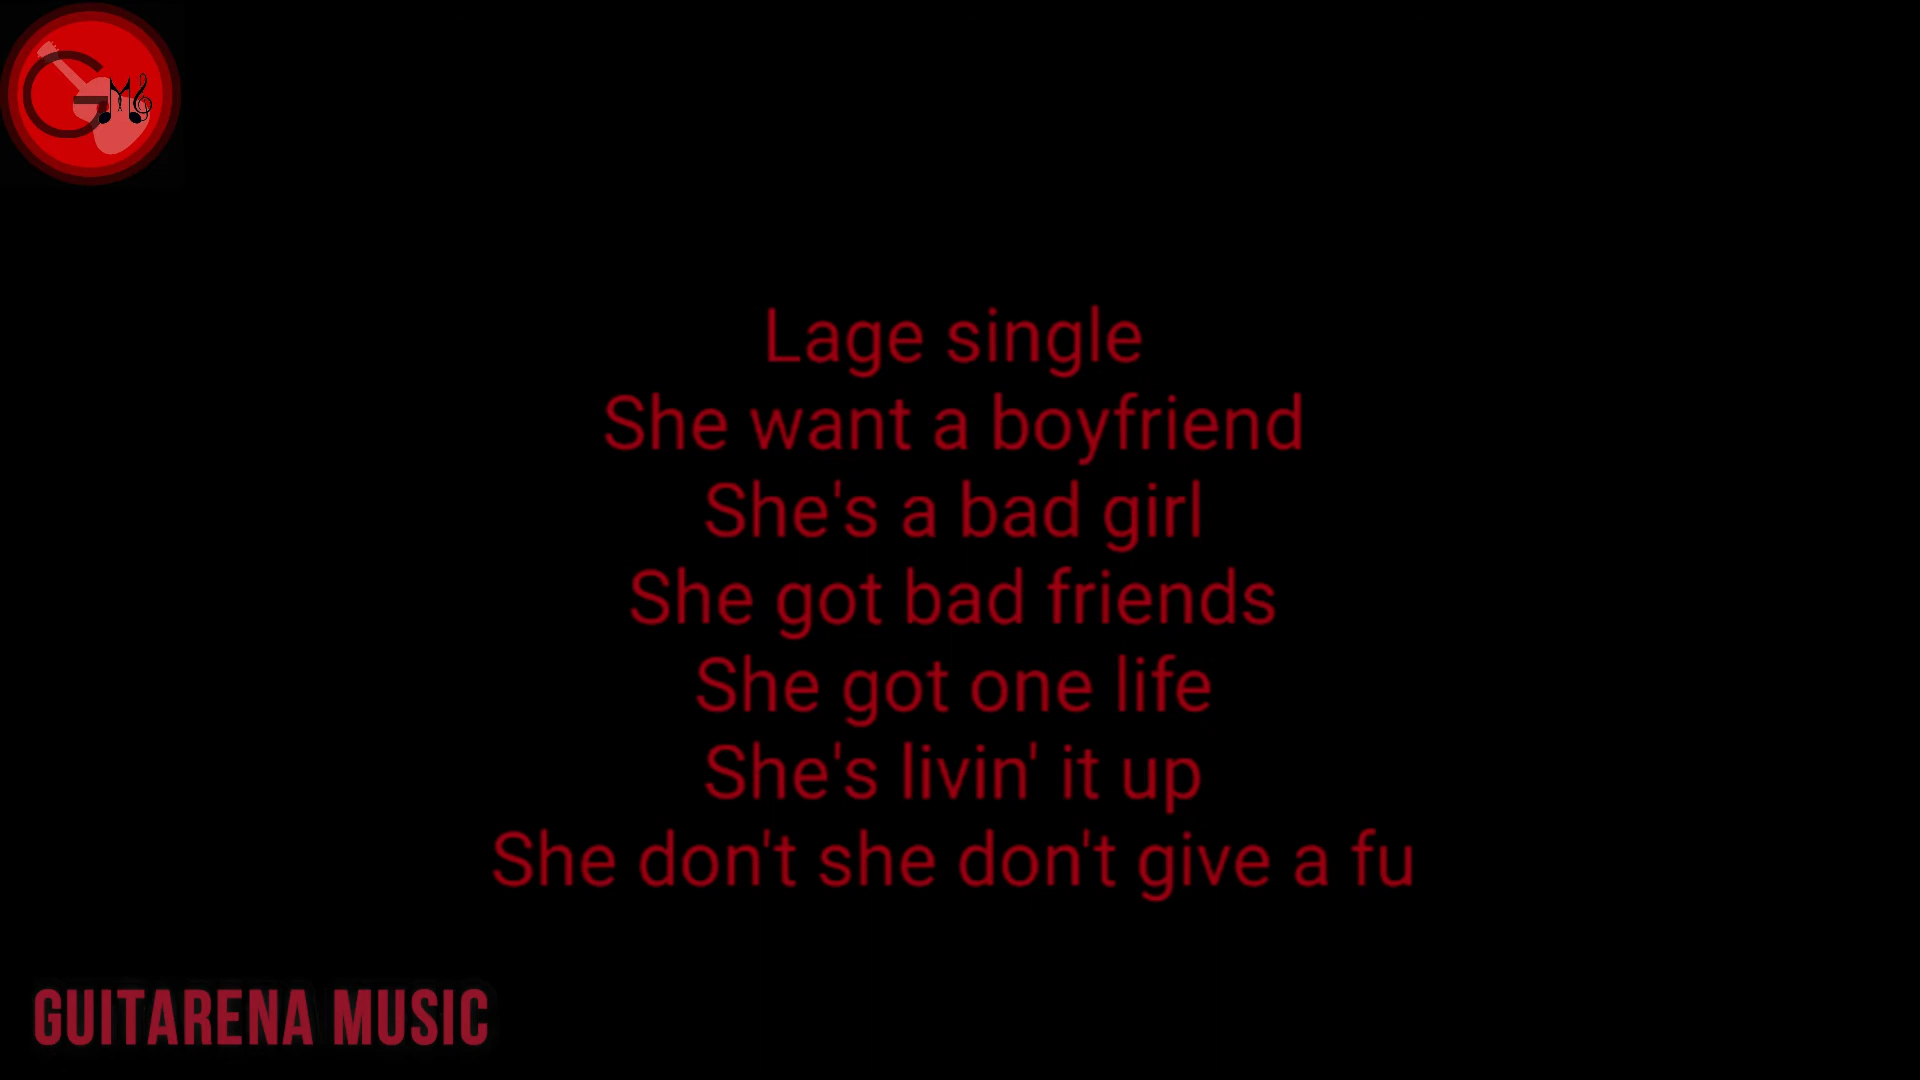 GM
Lage single
She want a boyfriend
She's a bad girl
She got bad friends
She got one life
She's livin' it up
She don't she don't give a fu
GUITARENA MUSIC